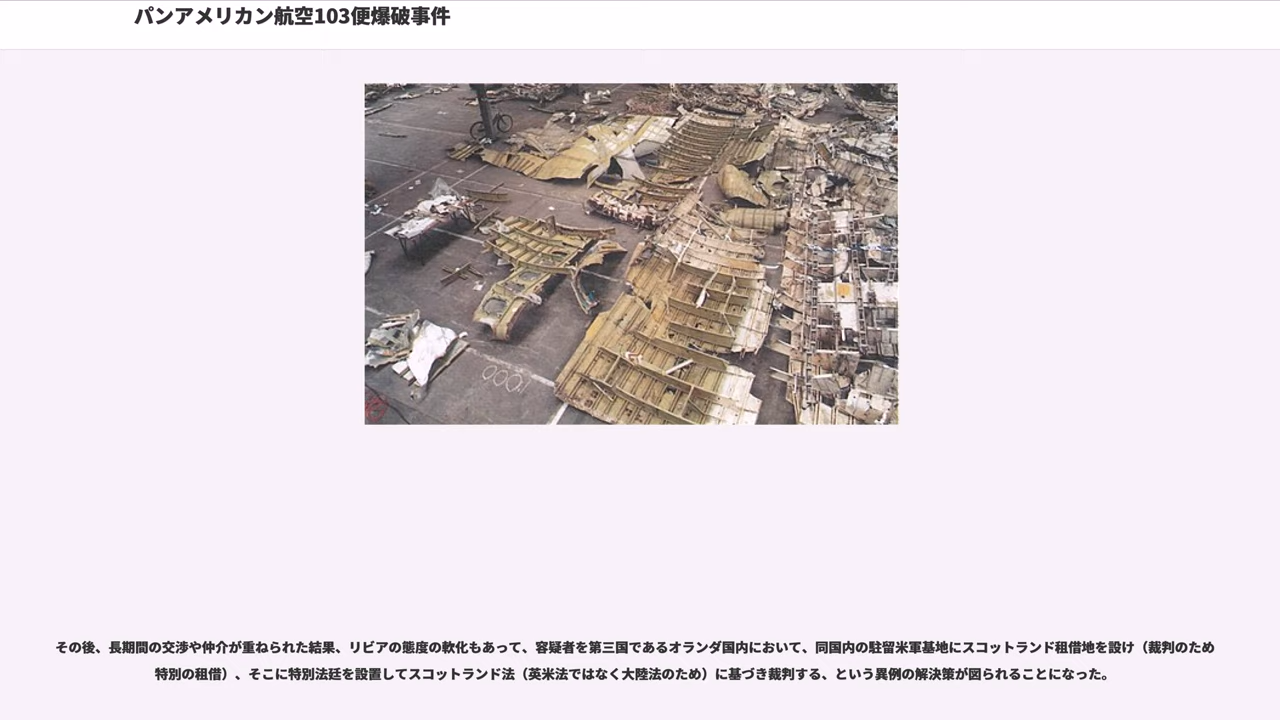 パンアメリカン航空103便爆破事件
その後、長期間の交渉や仲介が重ねられた結果、リビアの態度の軟化もあって、容疑者を第三国であるオランダ国内において、同国内の駐留米軍基地にスコットランド租借地を設け（裁判のため
特別の租借）、そこに特別法廷を設置してスコットランド法（英米法ではなく大陸法のため）に基づき裁判する、という異例の解決策が図られることになった。